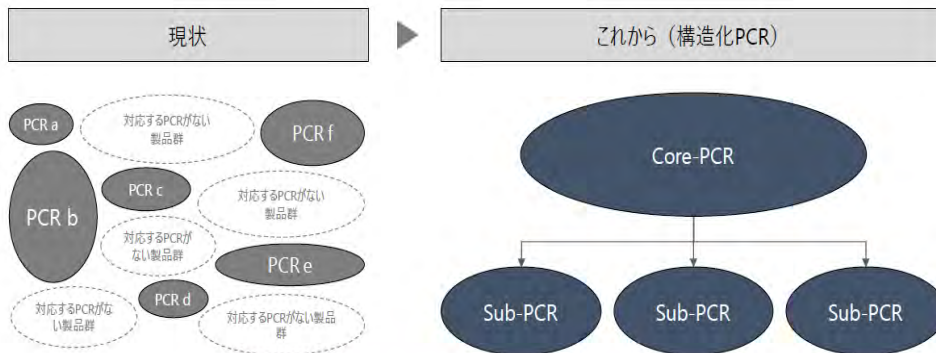 現状
これから（構造化PCR）
PCR a
対応するPCRがない
製品群
PCR f
PCR b
PCR c
対応するPCRがない
製品群
対応するPCRが
ない製品群
PCR e
PCR d
対応するPCRがな
い製品群
対応するPCRがない製品
群
Core-PCR
Sub-PCR
Sub-PCR
Sub-PCR